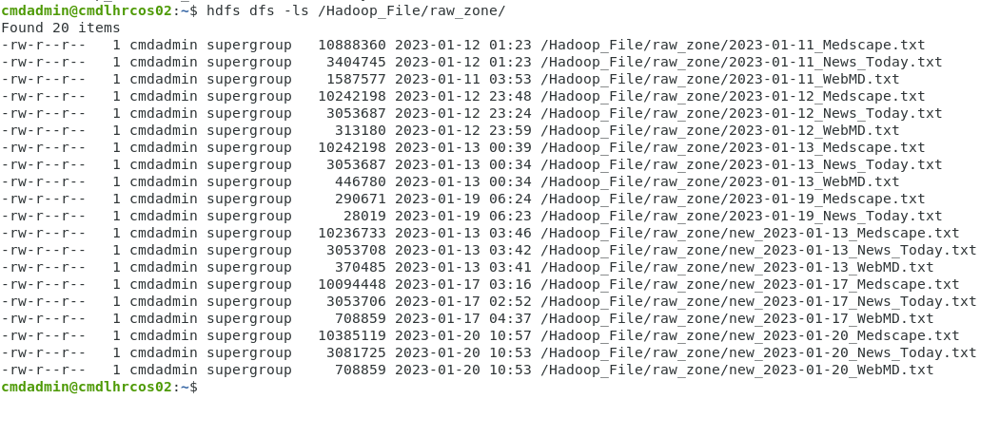 cmdadmin@cmdlhrcos02:~$ hdfs dfs -ls /Hadoop_File/raw_zone/
Found 20 items
-rw-r--r--   1 cmdadmin supergroup   10888360 2023-01-12 01:23 /Hadoop_File/raw_zone/2023-01-11_Medscape.txt
-rw-r--r--   1 cmdadmin supergroup    3404745 2023-01-12 01:23 /Hadoop_File/raw_zone/2023-01-11_News_Today.txt
-rw-r--r--   1 cmdadmin supergroup    1587577 2023-01-11 03:53 /Hadoop_File/raw_zone/2023-01-11_WebMD.txt
-rw-r--r--   1 cmdadmin supergroup   10242198 2023-01-12 23:48 /Hadoop_File/raw_zone/2023-01-12_Medscape.txt
-rw-r--r--   1 cmdadmin supergroup    3053687 2023-01-12 23:24 /Hadoop_File/raw_zone/2023-01-12_News_Today.txt
-rw-r--r--   1 cmdadmin supergroup     313180 2023-01-12 23:59 /Hadoop_File/raw_zone/2023-01-12_WebMD.txt
-rw-r--r--   1 cmdadmin supergroup   10242198 2023-01-13 00:39 /Hadoop_File/raw_zone/2023-01-13_Medscape.txt
-rw-r--r--   1 cmdadmin supergroup    3053687 2023-01-13 00:34 /Hadoop_File/raw_zone/2023-01-13_News_Today.txt
-rw-r--r--   1 cmdadmin supergroup     446780 2023-01-13 00:34 /Hadoop_File/raw_zone/2023-01-13_WebMD.txt
-rw-r--r--   1 cmdadmin supergroup     290671 2023-01-19 06:24 /Hadoop_File/raw_zone/2023-01-19_Medscape.txt
-rw-r--r--   1 cmdadmin supergroup      28019 2023-01-19 06:23 /Hadoop_File/raw_zone/2023-01-19_News_Today.txt
-rw-r--r--   1 cmdadmin supergroup   10236733 2023-01-13 03:46 /Hadoop_File/raw_zone/new_2023-01-13_Medscape.txt
-rw-r--r--   1 cmdadmin supergroup    3053708 2023-01-13 03:42 /Hadoop_File/raw_zone/new_2023-01-13_News_Today.txt
-rw-r--r--   1 cmdadmin supergroup     370485 2023-01-13 03:41 /Hadoop_File/raw_zone/new_2023-01-13_WebMD.txt
-rw-r--r--   1 cmdadmin supergroup   10094448 2023-01-17 03:16 /Hadoop_File/raw_zone/new_2023-01-17_Medscape.txt
-rw-r--r--   1 cmdadmin supergroup    3053706 2023-01-17 02:52 /Hadoop_File/raw_zone/new_2023-01-17_News_Today.txt
-rw-r--r--   1 cmdadmin supergroup     708859 2023-01-17 04:37 /Hadoop_File/raw_zone/new_2023-01-17_WebMD.txt
-rw-r--r--   1 cmdadmin supergroup   10385119 2023-01-20 10:57 /Hadoop_File/raw_zone/new_2023-01-20_Medscape.txt
-rw-r--r--   1 cmdadmin supergroup    3081725 2023-01-20 10:53 /Hadoop_File/raw_zone/new_2023-01-20_News_Today.txt
-rw-r--r--   1 cmdadmin supergroup     708859 2023-01-20 10:53 /Hadoop_File/raw_zone/new_2023-01-20_WebMD.txt
cmdadmin@cmdlhrcos02:~$